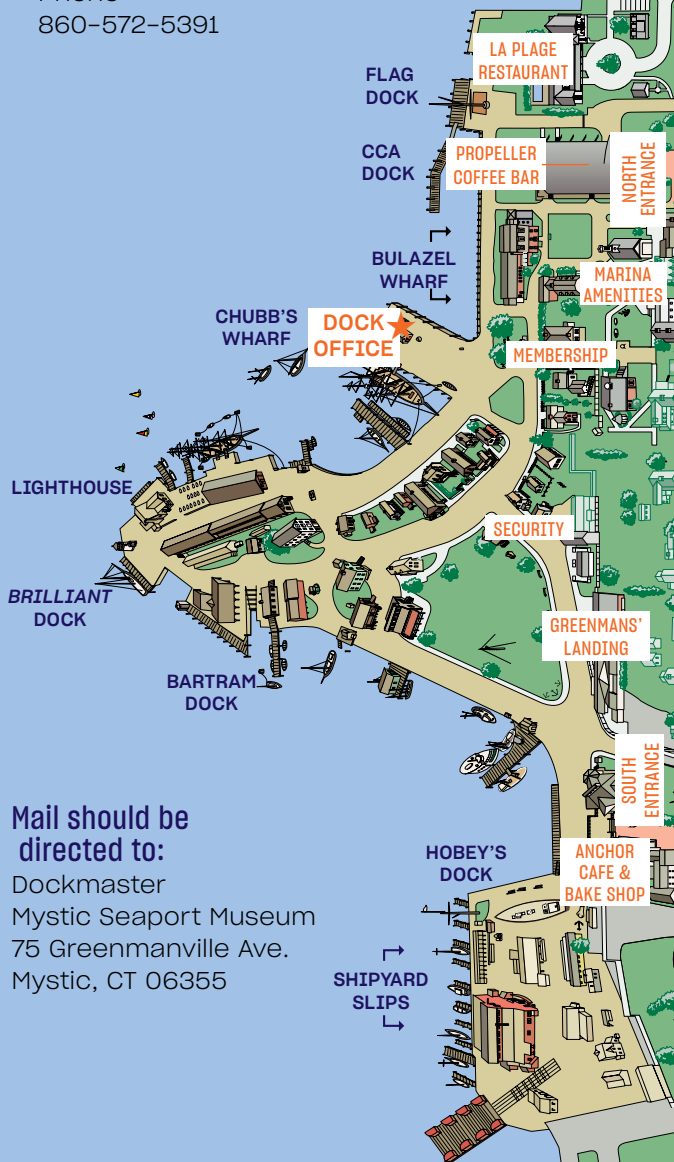 Phone
860-572-5391
LA PLAGE
RESTAURANT
FLAG
DOCK
CCA
DOCK
PROPELLER
COFFEE BAR
NORTH
ENTRANCE
BULAZEL
WHARF
MARINA
AMENITIES
CHUBB'S
WHARF
DOCK
OFFICE
MEMBERSHIP
LIGHTHOUSE
SECURITY
BRILLIANT
DOCK
GREENMANS'
LANDING
BARTRAM
DOCK
SOUTH
ENTRANCE
Mail should be
directed to:
Dockmaster
Mystic Seaport Museum
75 Greenmanville Ave.
Mystic, CT 06355
HOBEY'S
DOCK
ANCHOR
CAFE &
BAKE SHOP
SHIPYARD
SLIPS